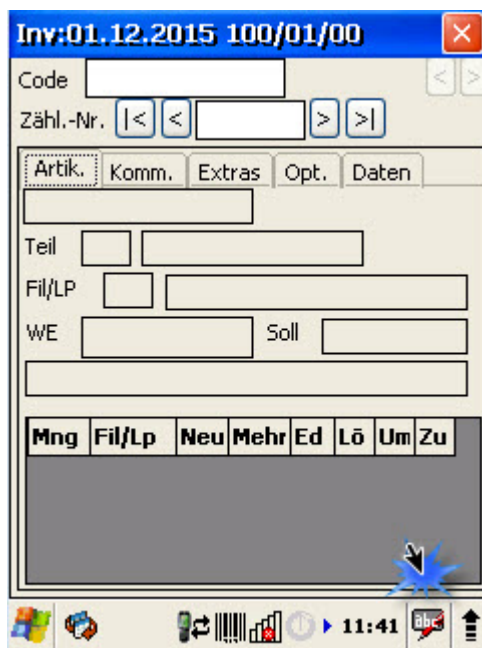 Inv:01.12.2015 100/01/00
Code < >
Zähl.-Nr. |< < > >|
Artik. Komm. Extras Opt. Daten
Teil
Fil/LP
WE Soll
Mng Fil/Lp Neu Mehr Ed Lö Um Zu
11:41 abc